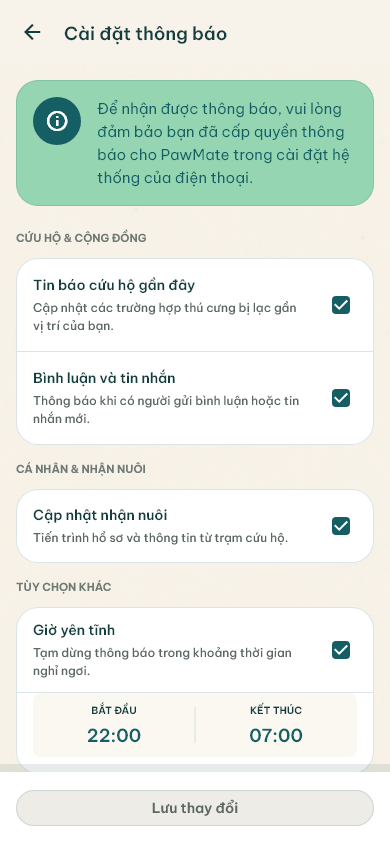 Cài đặt thông báo
Để nhận được thông báo, vui lòng
đảm bảo bạn đã cấp quyền thông
báo cho PawMate trong cài đặt hệ
thống của điện thoại.
CỨU HỘ & CỘNG ĐỒNG
Tin báo cứu hộ gần đây
Cập nhật các trường hợp thú cưng bị lạc gần
vị trí của bạn.
Bình luận và tin nhắn
Thông báo khi có người gửi bình luận hoặc tin
nhắn mới.
CÁ NHÂN & NHẬN NUÔI
Cập nhật nhận nuôi
Tiến trình hồ sơ và thông tin từ trạm cứu hộ.
TÙY CHỌN KHÁC
Giờ yên tĩnh
Tạm dừng thông báo trong khoảng thời gian
nghỉ ngơi.
BẮT ĐẦU
22:00
KẾT THÚC
07:00
Lưu thay đổi